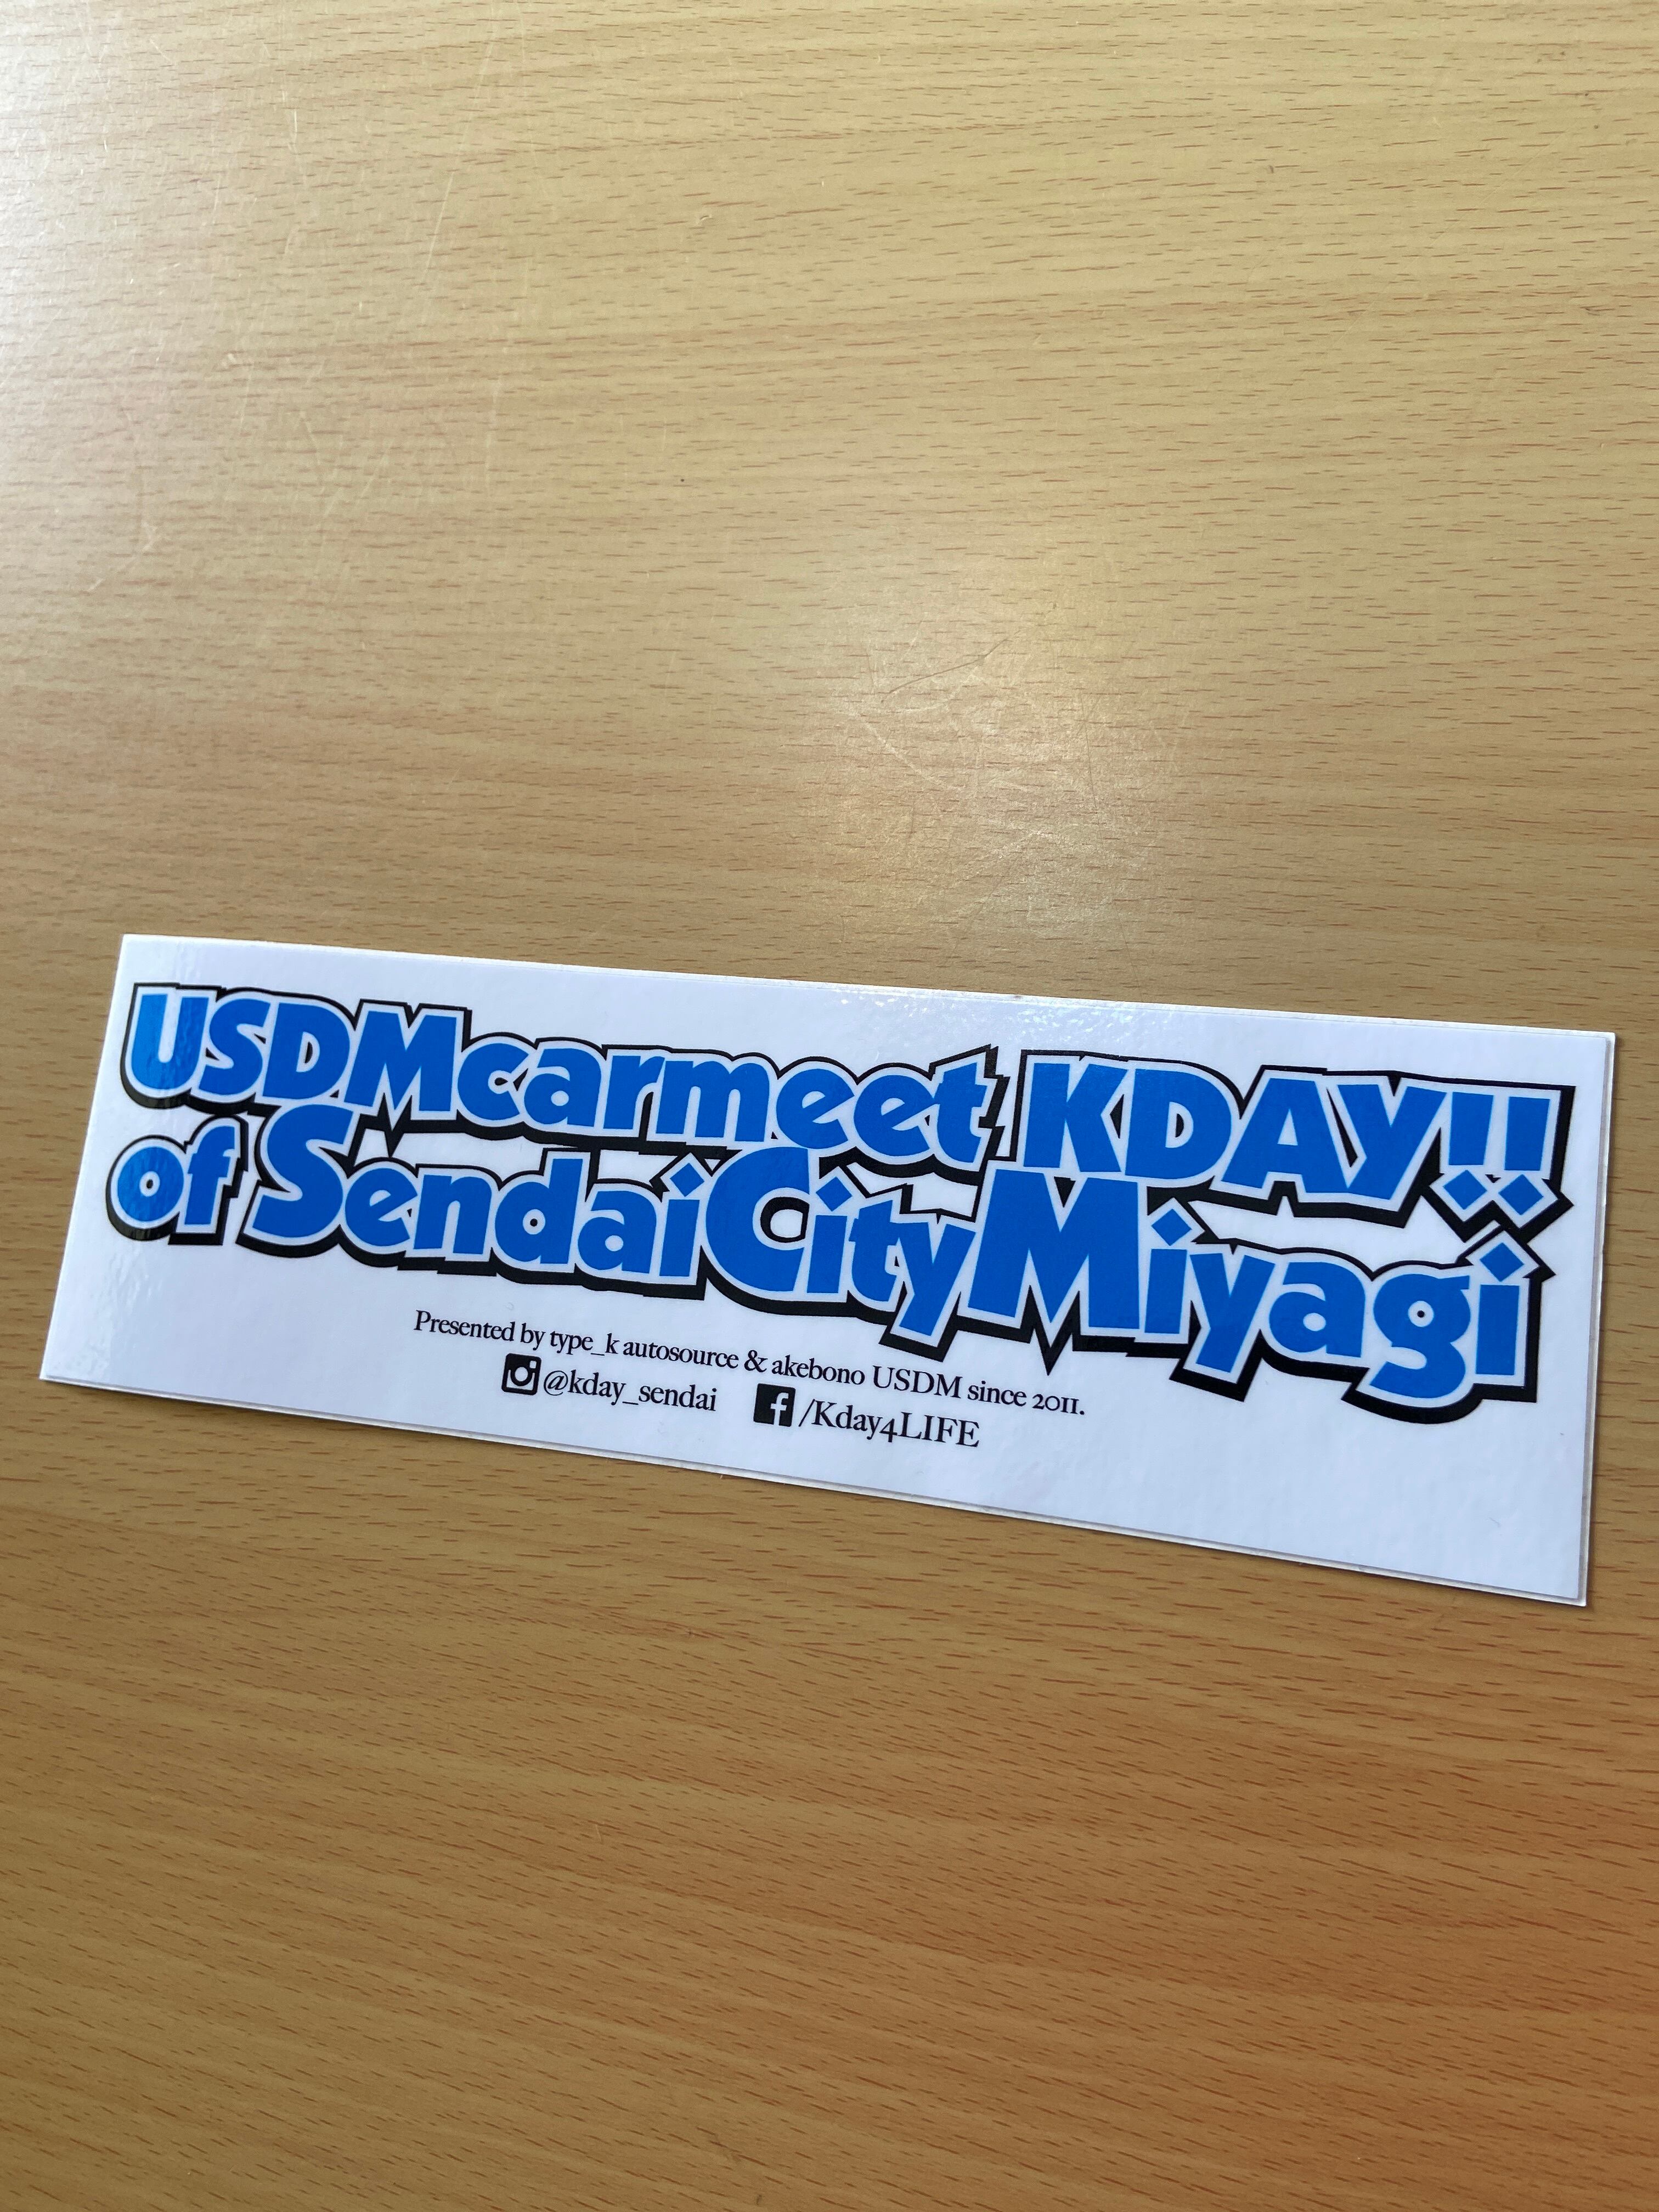 USDMcarmeet KDAY!!
of SendaiCityMiyagi
Presented by type_k autosource & akebono USDM since 2011.
@kday_sendai /Kday4LIFE